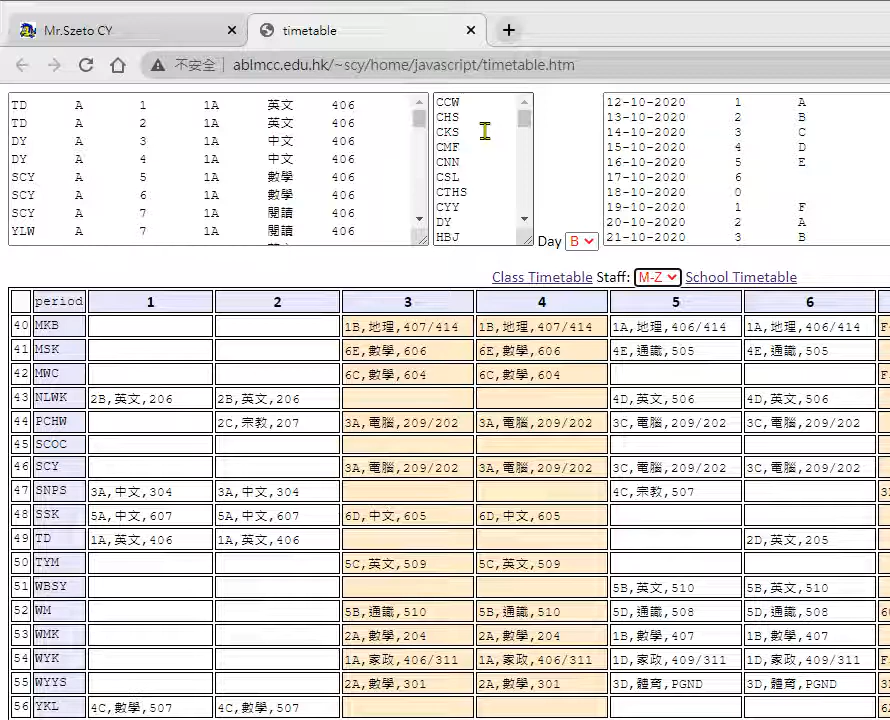 Mr.Szeto CY
timetable
不安全 | ablmcc.edu.hk/~scy/home/javascript/timetable.htm
TD A 1 1A 英文 406
TD A 2 1A 英文 406
DY A 3 1A 中文 406
DY A 4 1A 中文 406
SCY A 5 1A 數學 406
SCY A 6 1A 數學 406
SCY A 7 1A 閱讀 406
YLW A 7 1A 閱讀 406
CCW
CHS
CKS
CMF
CNN
CSL
CTHS
CYY
DY
HBJ
Day B
12-10-2020 1 A
13-10-2020 2 B
14-10-2020 3 C
15-10-2020 4 D
16-10-2020 5 E
17-10-2020 6
18-10-2020 0
19-10-2020 1 F
20-10-2020 2 A
21-10-2020 3 B
Class Timetable Staff: M-Z School Timetable
period 1 2 3 4 5 6
40 MKB 1B,地理,407/414 1B,地理,407/414 1A,地理,406/414 1A,地理,406/414
41 MSK 6E,數學,606 6E,數學,606 4E,通識,505 4E,通識,505
42 MWC 6C,數學,604 6C,數學,604
43 NLWK 2B,英文,206 2B,英文,206 4D,英文,506 4D,英文,506
44 PCHW 2C,宗教,207 3A,電腦,209/202 3A,電腦,209/202 3C,電腦,209/202 3C,電腦,209/202
45 SCOC
46 SCY 3A,電腦,209/202 3A,電腦,209/202 3C,電腦,209/202 3C,電腦,209/202
47 SNPS 3A,中文,304 3A,中文,304 4C,宗教,507
48 SSK 5A,中文,607 5A,中文,607 6D,中文,605 6D,中文,605
49 TD 1A,英文,406 1A,英文,406 2D,英文,205
50 TYM 5C,英文,509 5C,英文,509
51 WBSY 5B,英文,510 5B,英文,510
52 WM 5B,通識,510 5B,通識,510 5D,通識,508 5D,通識,508
53 WMK 2A,數學,204 2A,數學,204 1B,數學,407 1B,數學,407
54 WYK 1A,家政,406/311 1A,家政,406/311 1D,家政,409/311 1D,家政,409/311
55 WYYS 2A,數學,301 2A,數學,301 3D,體育,PGND 3D,體育,PGND
56 YKL 4C,數學,507 4C,數學,507